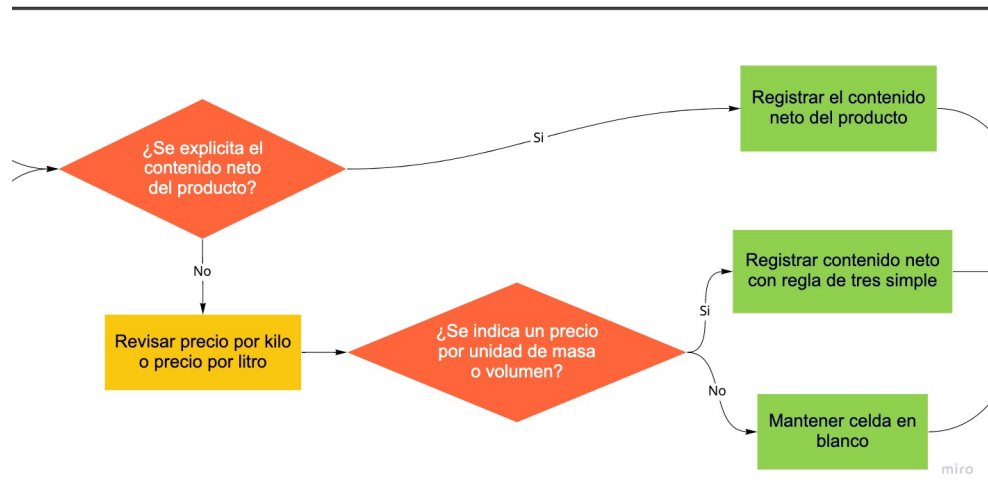 ¿Se explicita el
contenido neto
del producto?
Si
Registrar el contenido
neto del producto
No
Revisar precio por kilo
o precio por litro
¿Se indica un precio
por unidad de masa
o volumen?
Si
Registrar contenido neto
con regla de tres simple
No
Mantener celda en
blanco
miro